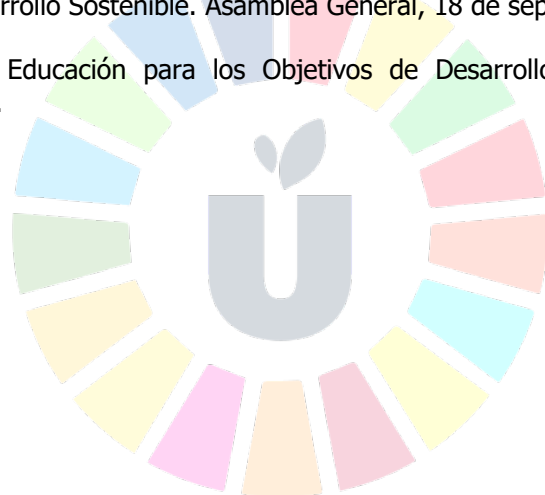 rrollo Sostenible. Asamblea General, 18 de sep
Educación para los Objetivos de Desarrollo